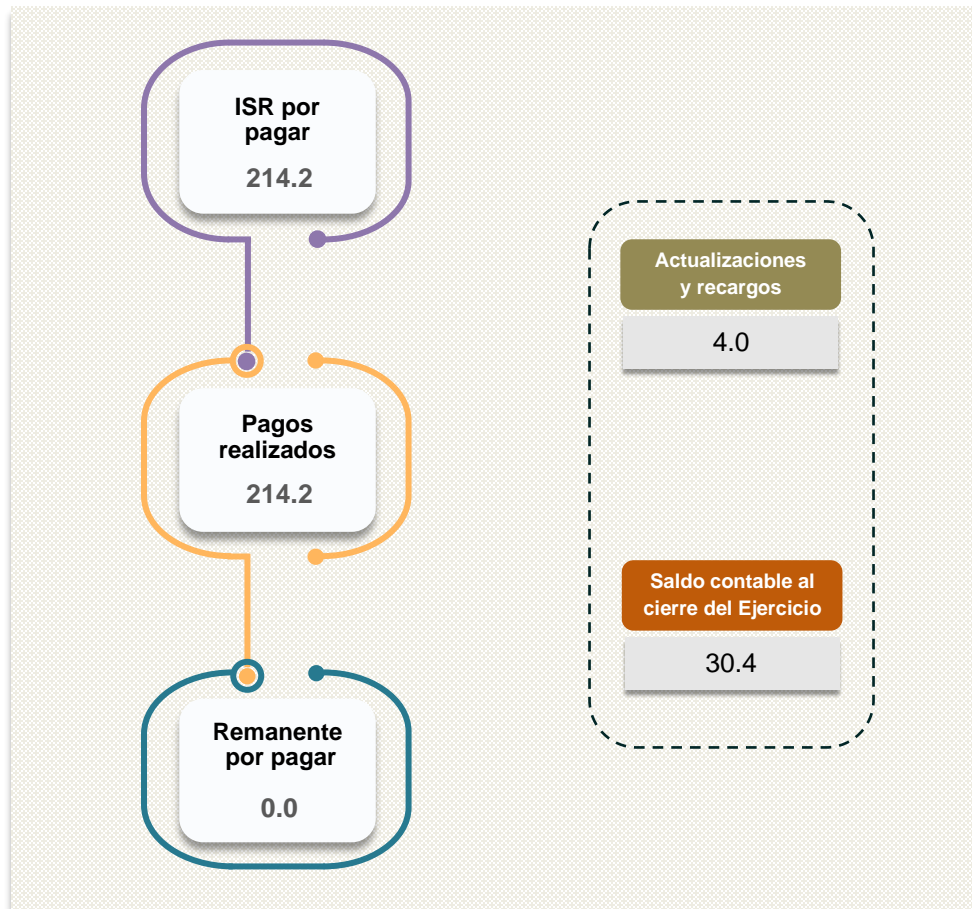 ISR por
pagar
214.2
Pagos
realizados
214.2
Remanente
por pagar
0.0
Actualizaciones
y recargos
4.0
Saldo contable al
cierre del Ejercicio
30.4